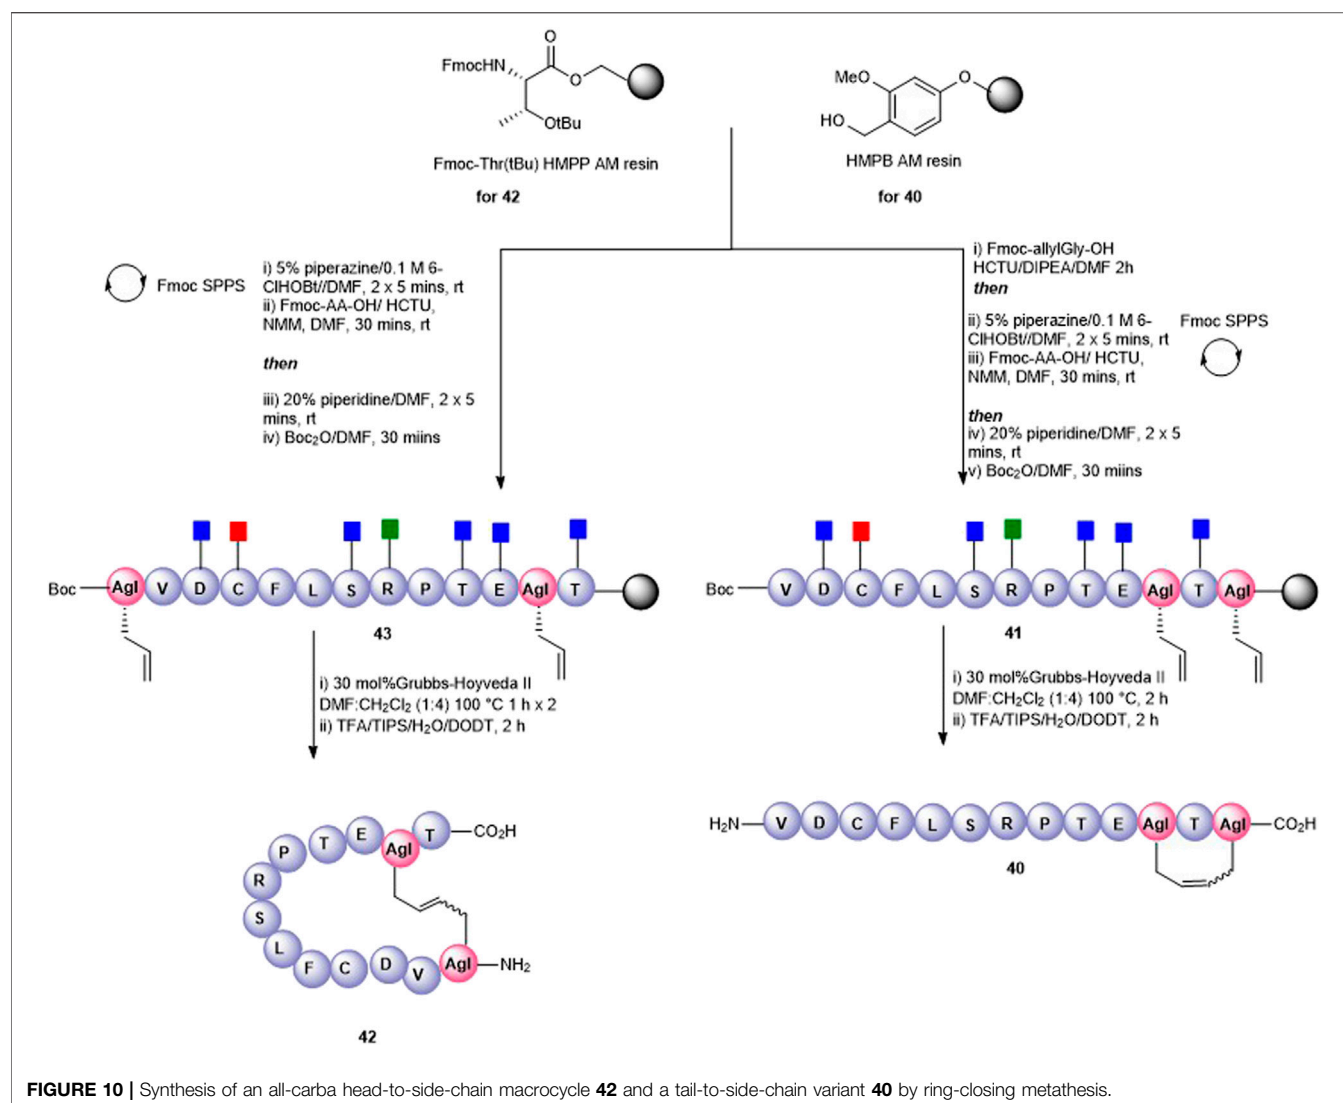 FmocHN
O
O
OtBu
Fmoc-Thr(tBu) HMPP AM resin
for 42
MeO
O
HO
HMPB AM resin
for 40
Fmoc SPPS
i) 5% piperazine/0.1 M 6-
ClHOBt//DMF, 2 x 5 mins, rt
ii) Fmoc-AA-OH/ HCTU,
NMM, DMF, 30 mins, rt
then
iii) 20% piperidine/DMF, 2 x 5
mins, rt
iv) Boc2O/DMF, 30 miins
i) Fmoc-allylGly-OH
HCTU/DIPEA/DMF 2h
then
ii) 5% piperazine/0.1 M 6-
ClHOBt//DMF, 2 x 5 mins, rt
iii) Fmoc-AA-OH/ HCTU,
NMM, DMF, 30 mins, rt
Fmoc SPPS
then
iv) 20% piperidine/DMF, 2 x 5
mins, rt
v) Boc2O/DMF, 30 miins
Boc Agl V D C F L S R P T E Agl T
43
Boc V D C F L S R P T E Agl T Agl
41
i) 30 mol%Grubbs-Hoyveda II
DMF:CH2Cl2 (1:4) 100 °C 1 h x 2
ii) TFA/TIPS/H2O/DODT, 2 h
i) 30 mol%Grubbs-Hoyveda II
DMF:CH2Cl2 (1:4) 100 °C, 2 h
ii) TFA/TIPS/H2O/DODT, 2 h
P T E Agl T CO2H
R
S
L
F C D V Agl NH2
42
H2N V D C F L S R P T E Agl T Agl CO2H
40
FIGURE 10 | Synthesis of an all-carba head-to-side-chain macrocycle 42 and a tail-to-side-chain variant 40 by ring-closing metathesis.